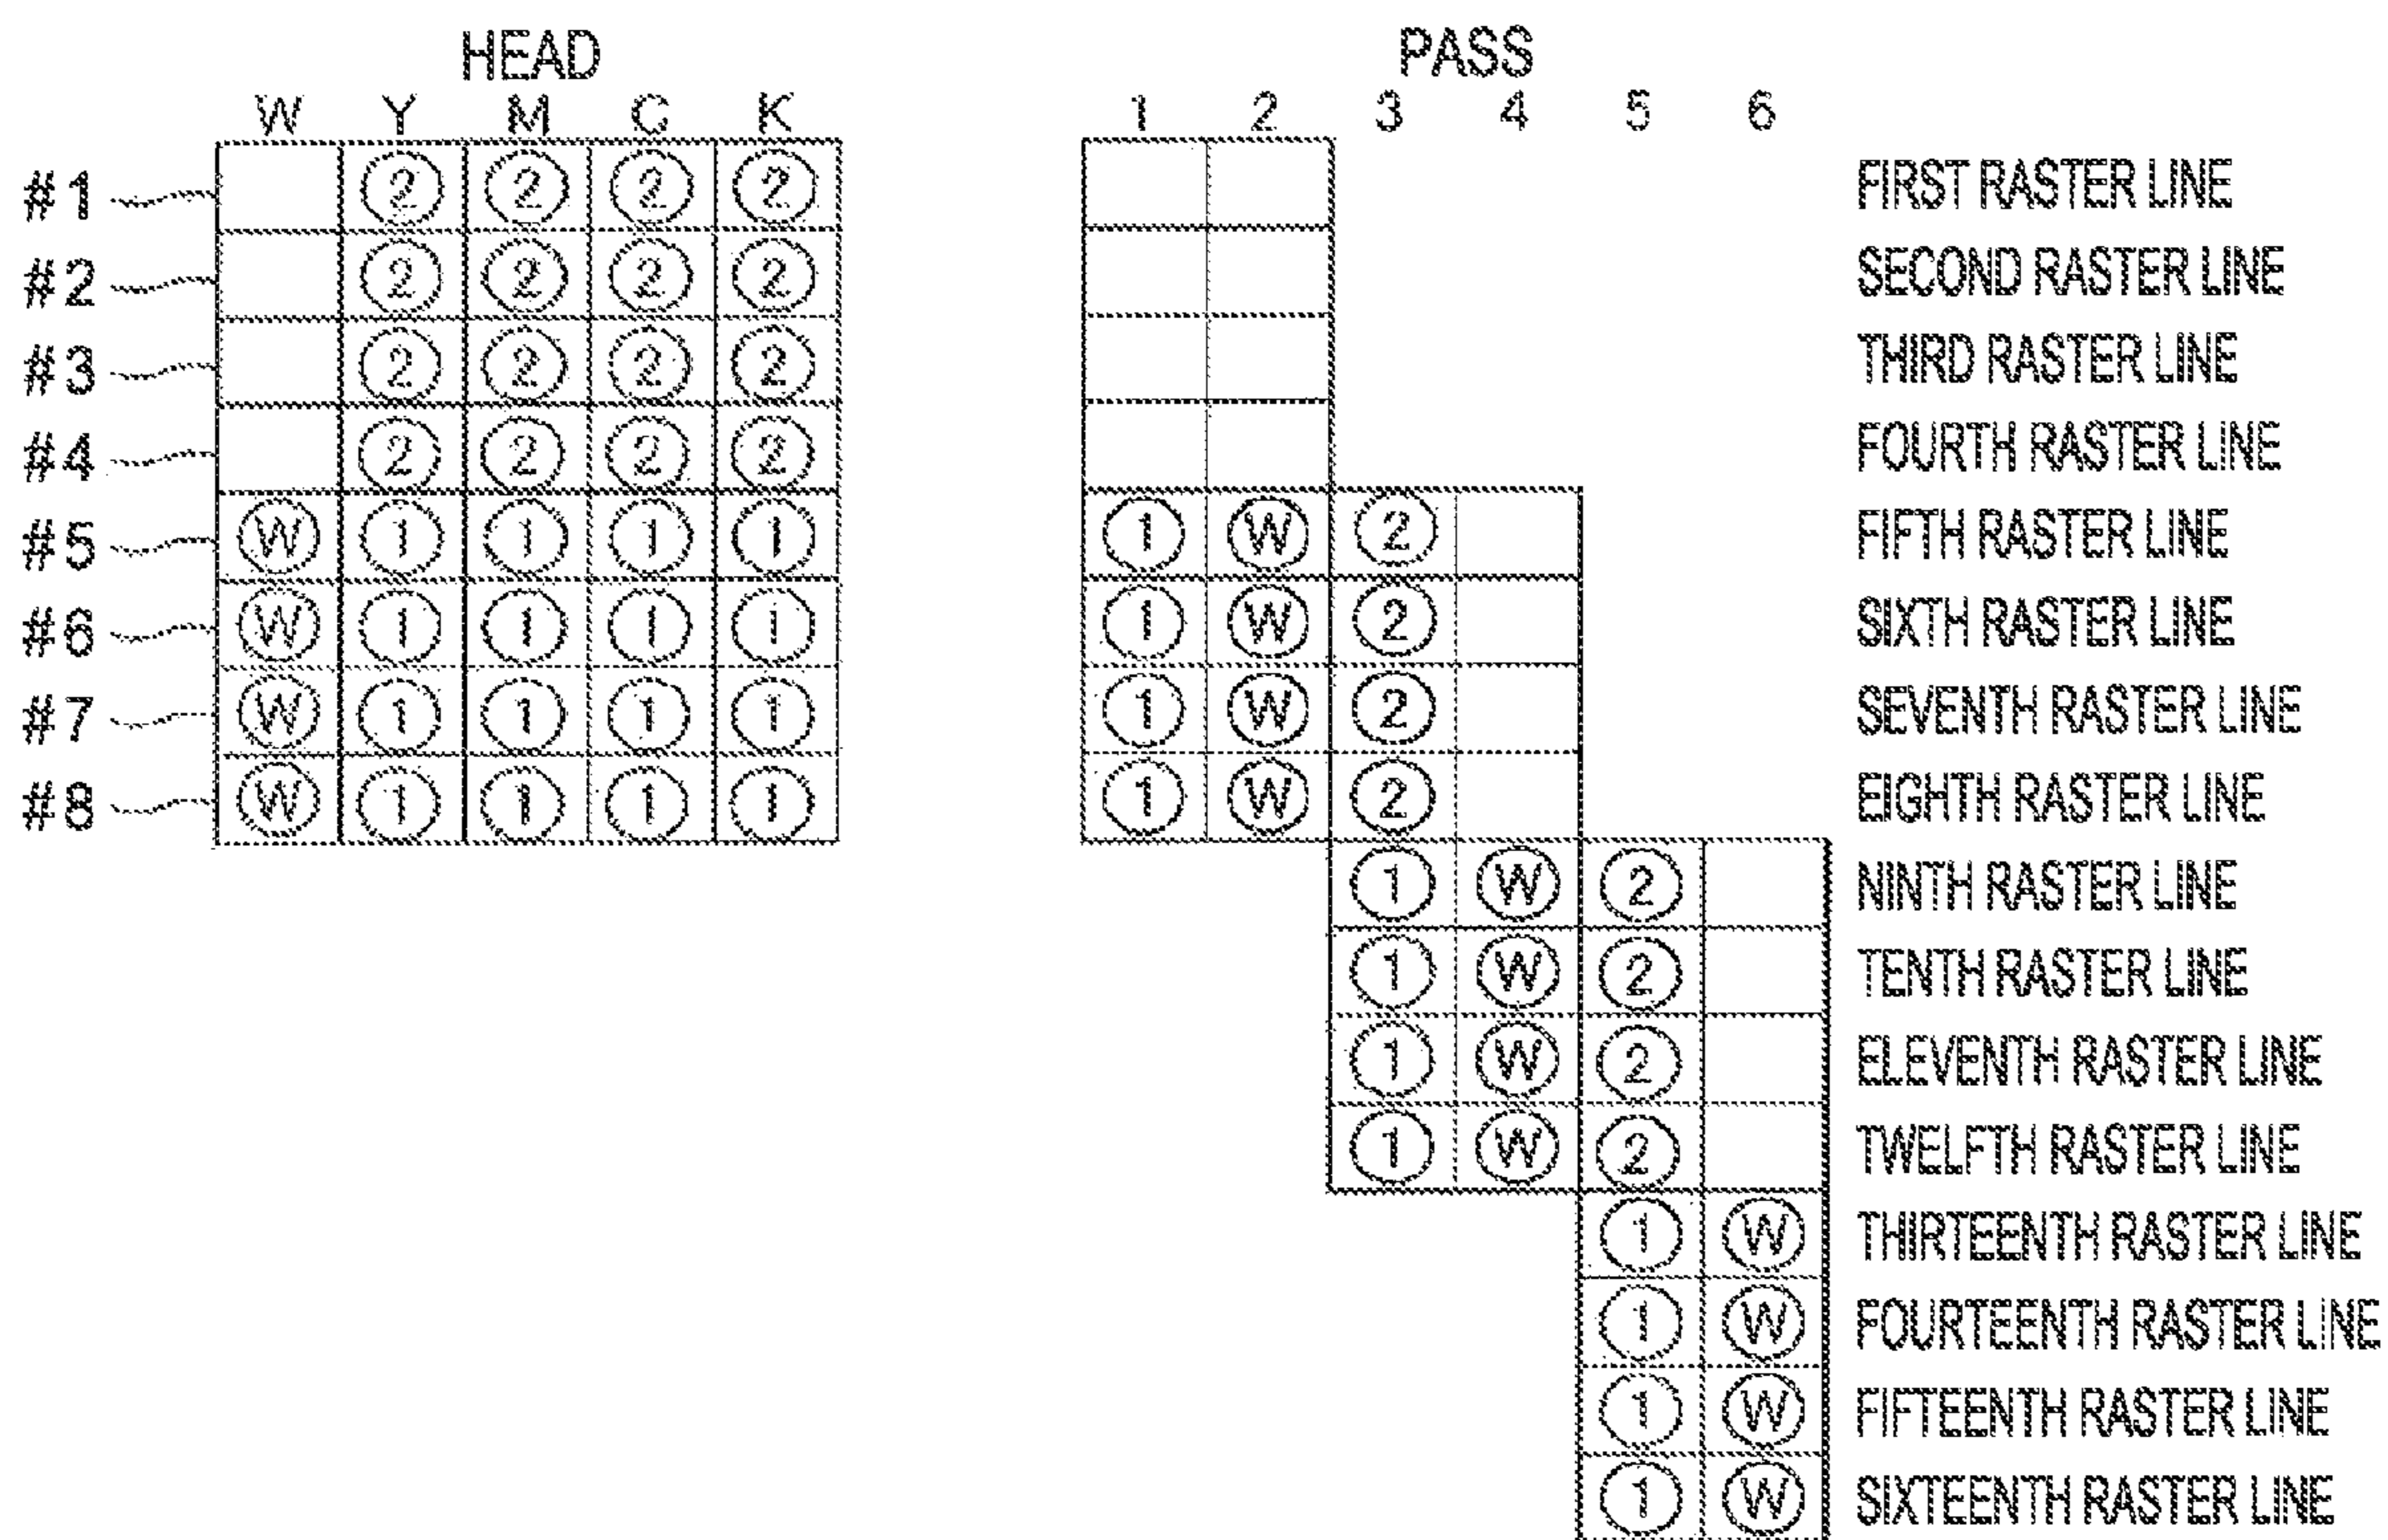 HEAD PASS
W Y M C K 1 2 3 4 5 6
#1 2 2 2 2 FIRST RASTER LINE
#2 2 2 2 2 SECOND RASTER LINE
#3 2 2 2 2 THIRD RASTER LINE
#4 2 2 2 2 FOURTH RASTER LINE
#5 W 1 1 1 1 1 W 2 FIFTH RASTER LINE
#6 W 1 1 1 1 1 W 2 SIXTH RASTER LINE
#7 W 1 1 1 1 1 W 2 SEVENTH RASTER LINE
#8 W 1 1 1 1 1 W 2 EIGHTH RASTER LINE
1 W 2 NINTH RASTER LINE
1 W 2 TENTH RASTER LINE
1 W 2 ELEVENTH RASTER LINE
1 W 2 TWELFTH RASTER LINE
1 W THIRTEENTH RASTER LINE
1 W FOURTEENTH RASTER LINE
1 W FIFTEENTH RASTER LINE
1 W SIXTEENTH RASTER LINE